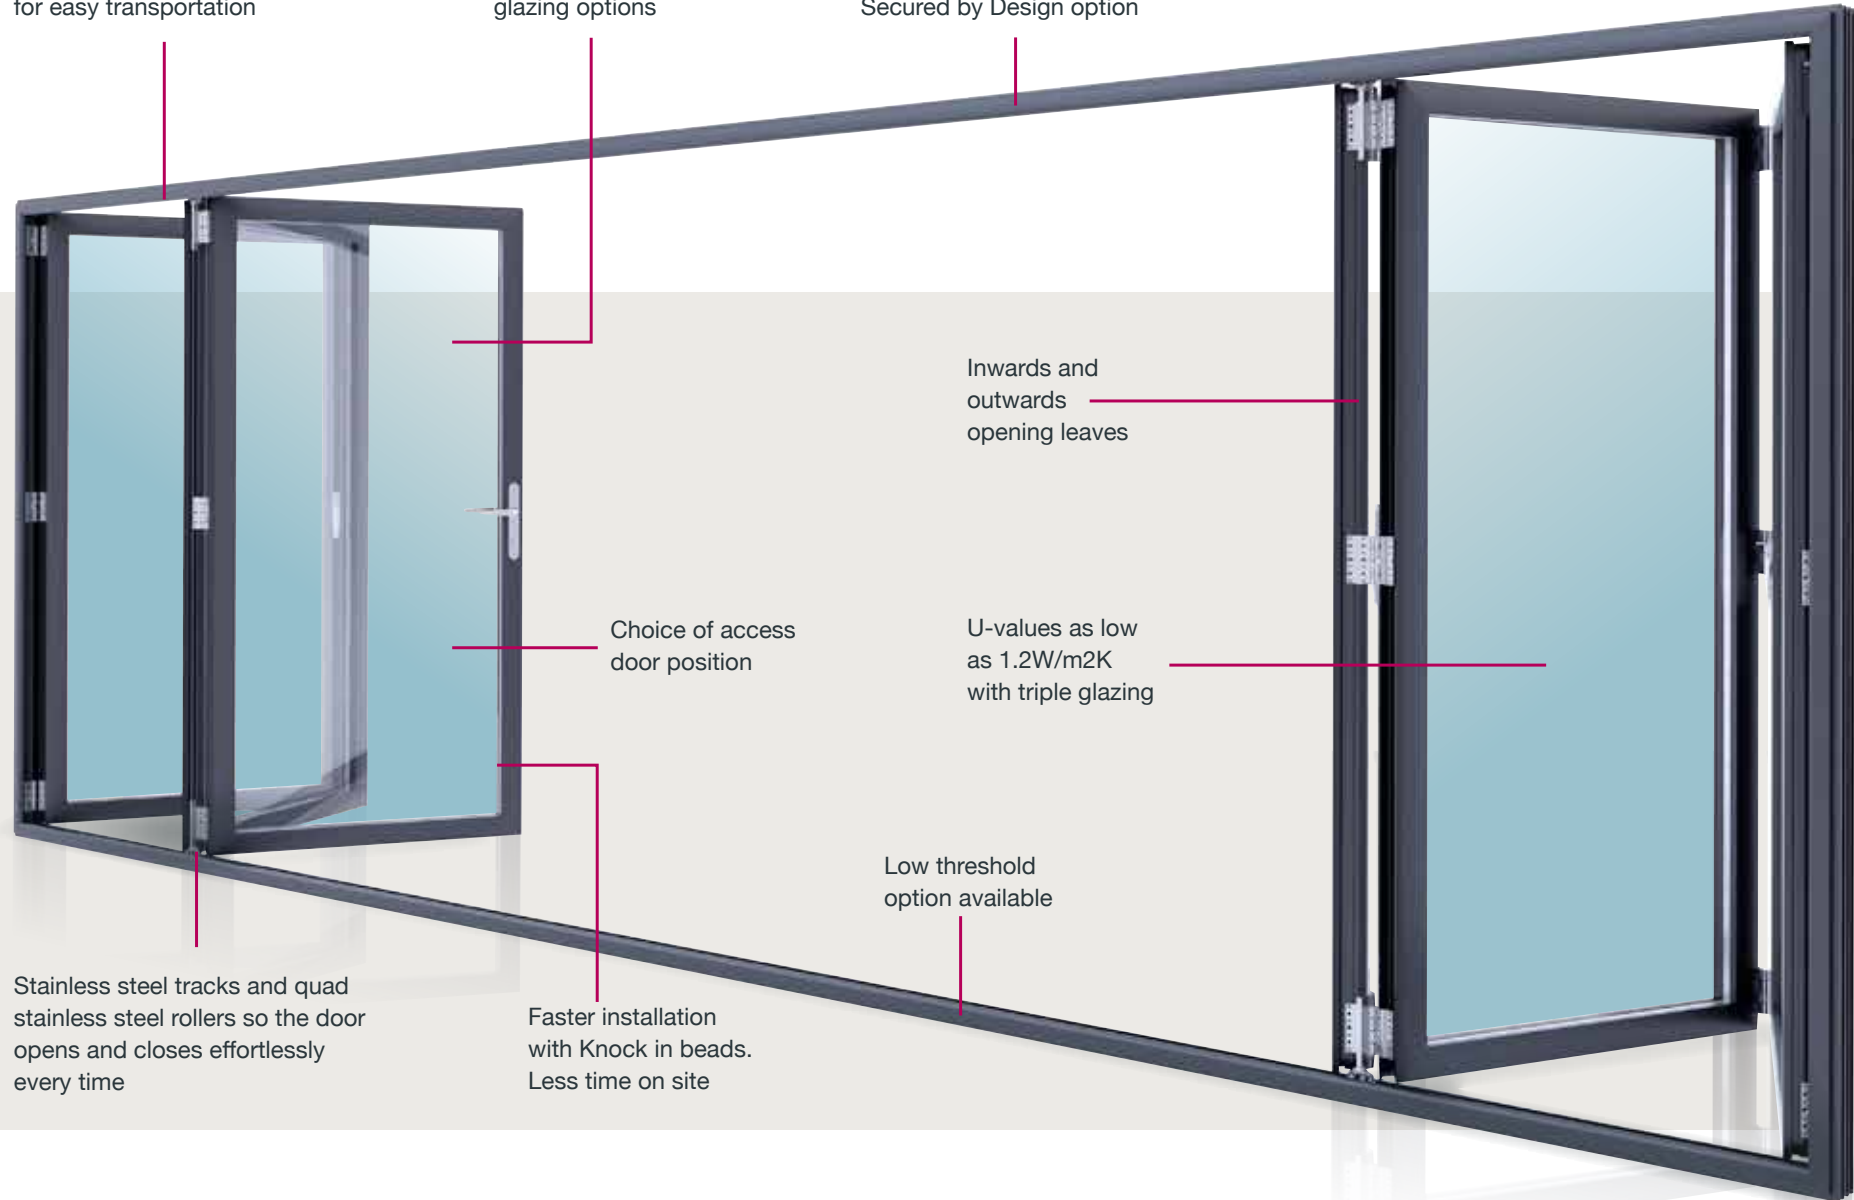 for easy transportation
glazing options
Secured by Design option
Inwards and
outwards
opening leaves
Choice of access
door position
U-values as low
as 1.2W/m2K
with triple glazing
Low threshold
option available
Stainless steel tracks and quad
stainless steel rollers so the door
opens and closes effortlessly
every time
Faster installation
with Knock in beads.
Less time on site